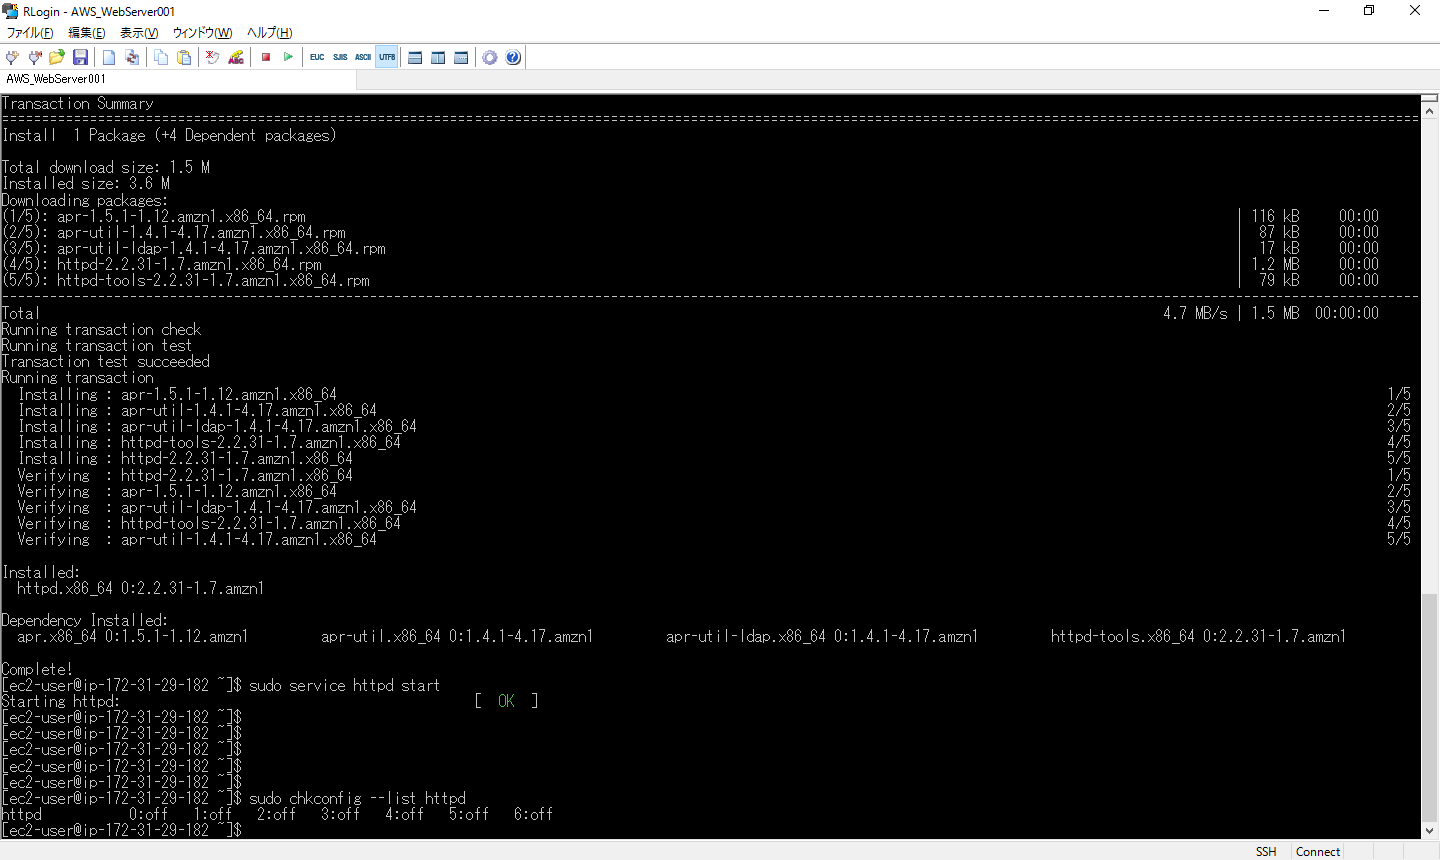 RLogin - AWS_WebServer001
ファイル(F) 編集(E) 表示(V) ウィンドウ(W) ヘルプ(H)
ABC EUC SJIS ASCII UTF8
AWS_WebServer001
Transaction Summary
================================================================================
Install  1 Package (+4 Dependent packages)
Total download size: 1.5 M
Installed size: 3.6 M
Downloading packages:
(1/5): apr-1.5.1-1.12.amzn1.x86_64.rpm | 116 kB 00:00
(2/5): apr-util-1.4.1-4.17.amzn1.x86_64.rpm | 87 kB 00:00
(3/5): apr-util-ldap-1.4.1-4.17.amzn1.x86_64.rpm | 17 kB 00:00
(4/5): httpd-2.2.31-1.7.amzn1.x86_64.rpm | 1.2 MB 00:00
(5/5): httpd-tools-2.2.31-1.7.amzn1.x86_64.rpm | 79 kB 00:00
--------------------------------------------------------------------------------
Total 4.7 MB/s | 1.5 MB 00:00:00
Running transaction check
Running transaction test
Transaction test succeeded
Running transaction
Installing : apr-1.5.1-1.12.amzn1.x86_64 1/5
Installing : apr-util-1.4.1-4.17.amzn1.x86_64 2/5
Installing : apr-util-ldap-1.4.1-4.17.amzn1.x86_64 3/5
Installing : httpd-tools-2.2.31-1.7.amzn1.x86_64 4/5
Installing : httpd-2.2.31-1.7.amzn1.x86_64 5/5
Verifying  : httpd-2.2.31-1.7.amzn1.x86_64 1/5
Verifying  : apr-1.5.1-1.12.amzn1.x86_64 2/5
Verifying  : apr-util-ldap-1.4.1-4.17.amzn1.x86_64 3/5
Verifying  : httpd-tools-2.2.31-1.7.amzn1.x86_64 4/5
Verifying  : apr-util-1.4.1-4.17.amzn1.x86_64 5/5
Installed:
httpd.x86_64 0:2.2.31-1.7.amzn1
Dependency Installed:
apr.x86_64 0:1.5.1-1.12.amzn1 apr-util.x86_64 0:1.4.1-4.17.amzn1 apr-util-ldap.x86_64 0:1.4.1-4.17.amzn1 httpd-tools.x86_64 0:2.2.31-1.7.amzn1
Complete!
[ec2-user@ip-172-31-29-182 ~]$ sudo service httpd start
Starting httpd: [  OK  ]
[ec2-user@ip-172-31-29-182 ~]$
[ec2-user@ip-172-31-29-182 ~]$
[ec2-user@ip-172-31-29-182 ~]$
[ec2-user@ip-172-31-29-182 ~]$
[ec2-user@ip-172-31-29-182 ~]$
[ec2-user@ip-172-31-29-182 ~]$ sudo chkconfig --list httpd
httpd 0:off 1:off 2:off 3:off 4:off 5:off 6:off
[ec2-user@ip-172-31-29-182 ~]$
SSH Connect